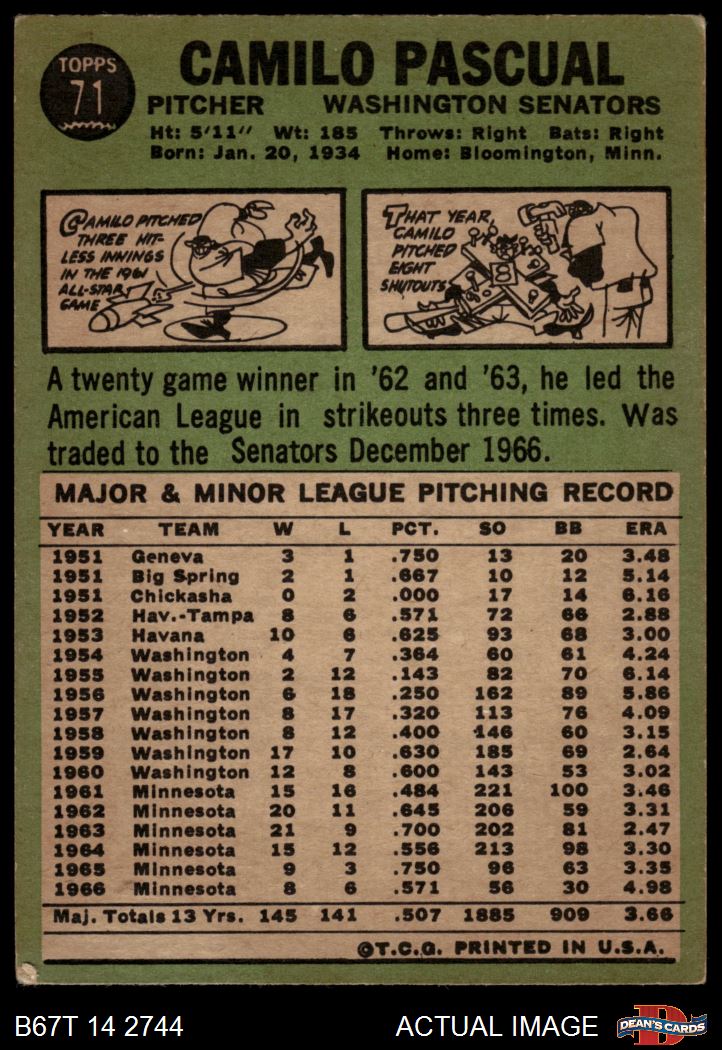 TOPPS
71
CAMILO PASCUAL
PITCHER WASHINGTON SENATORS
Ht: 5'11" Wt: 185 Throws: Right Bats: Right
Born: Jan. 20, 1934 Home: Bloomington, Minn.
CAMILO PITCHED
THREE HIT-
LESS INNINGS
IN THE 1961
ALL-STAR
GAME
THAT YEAR,
CAMILO
PITCHED
EIGHT
SHUTOUTS
A twenty game winner in '62 and '63, he led the
American League in strikeouts three times. Was
traded to the Senators December 1966.
MAJOR & MINOR LEAGUE PITCHING RECORD
YEAR TEAM W L PCT. SO BB ERA
1951 Geneva 3 1 .750 13 20 3.48
1951 Big Spring 2 1 .667 10 12 5.14
1951 Chickasha 0 2 .000 17 14 6.16
1952 Hav.-Tampa 8 6 .571 72 66 2.88
1953 Havana 10 6 .625 93 68 3.00
1954 Washington 4 7 .364 60 61 4.24
1955 Washington 2 12 .143 82 70 6.14
1956 Washington 6 18 .250 162 89 5.86
1957 Washington 8 17 .320 113 76 4.09
1958 Washington 8 12 .400 146 60 3.15
1959 Washington 17 10 .630 185 69 2.64
1960 Washington 12 8 .600 143 53 3.02
1961 Minnesota 15 16 .484 221 100 3.46
1962 Minnesota 20 11 .645 206 59 3.31
1963 Minnesota 21 9 .700 202 81 2.47
1964 Minnesota 15 12 .556 213 98 3.30
1965 Minnesota 9 3 .750 96 63 3.35
1966 Minnesota 8 6 .571 56 30 4.98
Maj. Totals 13 Yrs. 145 141 .507 1885 909 3.66
©T.C.G. PRINTED IN U.S.A.
B67T 14 2744 ACTUAL IMAGE
D
DEAN'S CARDS